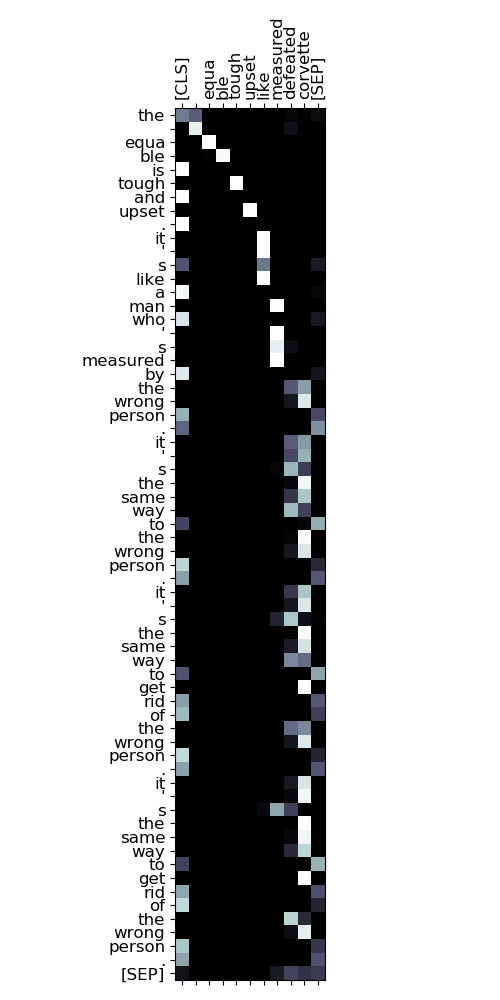 [CLS]
equa
ble
tough
upset
like
measured
defeated
corvette
[SEP]
the
equa
ble
is
tough
and
upset
.
it
'
s
like
a
man
who
'
s
measured
by
the
wrong
person
.
it
'
s
the
same
way
to
the
wrong
person
.
it
'
s
the
same
way
to
get
rid
of
the
wrong
person
.
it
'
s
the
same
way
to
get
rid
of
the
wrong
person
.
[SEP]